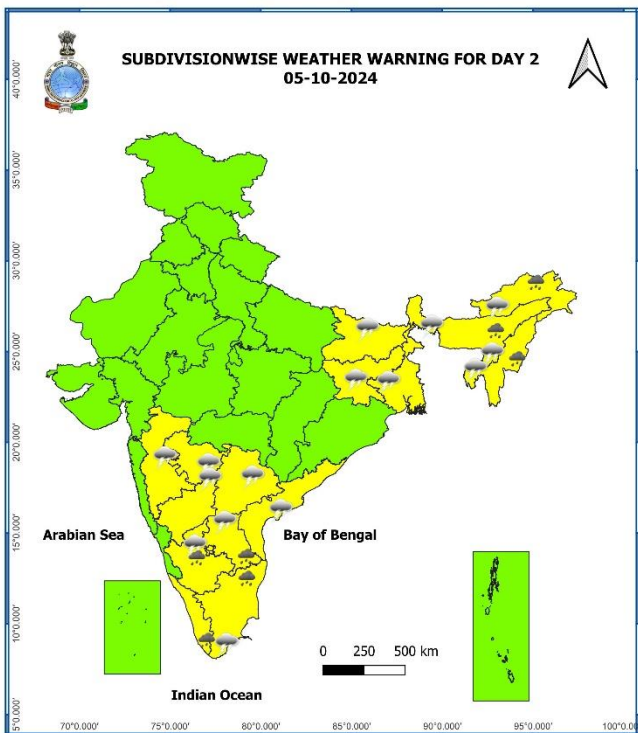 SUBDIVISIONWISE WEATHER WARNING FOR DAY 2
05-10-2024
40°0.000'
35°0.000'
30°0.000'
25°0.000'
20°0.000'
15°0.000'
10°0.000'
5°0.000'
Arabian Sea
Bay of Bengal
0 250 500 km
Indian Ocean
70°0.000' 75°0.000' 80°0.000' 85°0.000' 90°0.000' 95°0.000' 100°0.00